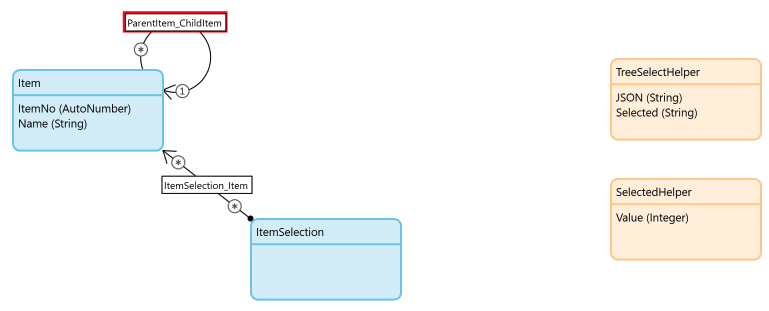 ParentItem_ChildItem
*
1
Item
ItemNo (AutoNumber)
Name (String)
*
ItemSelection_Item
*
ItemSelection
TreeSelectHelper
JSON (String)
Selected (String)
SelectedHelper
Value (Integer)